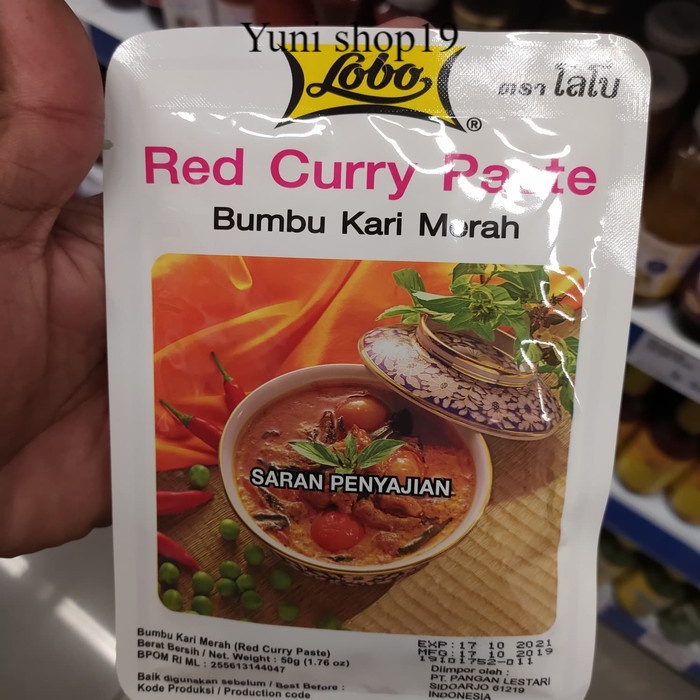 Yuni shop19
Lobo
ตรา โลโบ
®
Red Curry Paste
Bumbu Kari Merah
SARAN PENYAJIAN
Bumbu Kari Merah (Red Curry Paste)
Berat Bersih / Net. Weight : 50g (1.76 oz)
BPOM RI ML : 255613144047
Baik digunakan sebelum / Best Before :
Kode Produksi / Production code
EXP:17 10 2021
MFG:17 10 2019
19101752-011
Diimpor oleh :
PT. PANGAN LESTARI
SIDOARJO 61219
INDONESIA